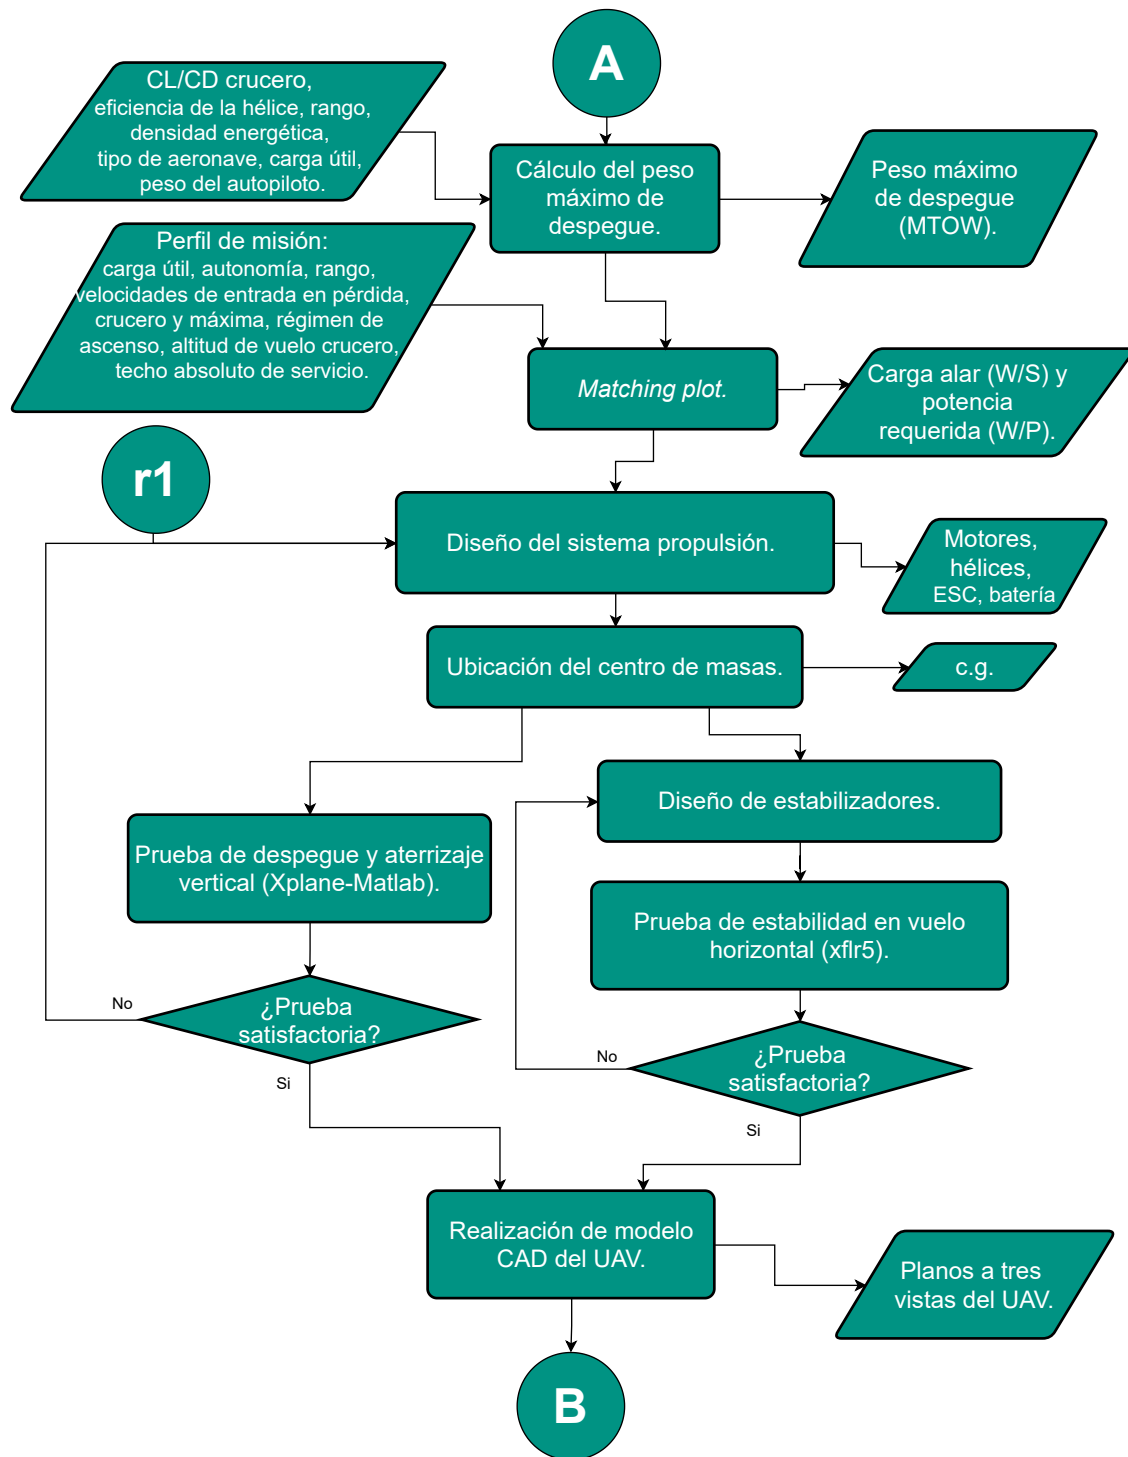 A
CL/CD crucero,
eficiencia de la hélice, rango,
densidad energética,
tipo de aeronave, carga útil,
peso del autopiloto.
Cálculo del peso
máximo de
despegue.
Peso máximo
de despegue
(MTOW).
Perfil de misión:
carga útil, autonomía, rango,
velocidades de entrada en pérdida,
crucero y máxima, régimen de
ascenso, altitud de vuelo crucero,
techo absoluto de servicio.
Matching plot.
Carga alar (W/S) y
potencia
requerida (W/P).
r1
Diseño del sistema propulsión.
Motores,
hélices,
ESC, batería
Ubicación del centro de masas.
c.g.
Diseño de estabilizadores.
Prueba de despegue y aterrizaje
vertical (Xplane-Matlab).
Prueba de estabilidad en vuelo
horizontal (xflr5).
No
¿Prueba
satisfactoria?
Si
No
¿Prueba
satisfactoria?
Si
Realización de modelo
CAD del UAV.
Planos a tres
vistas del UAV.
B